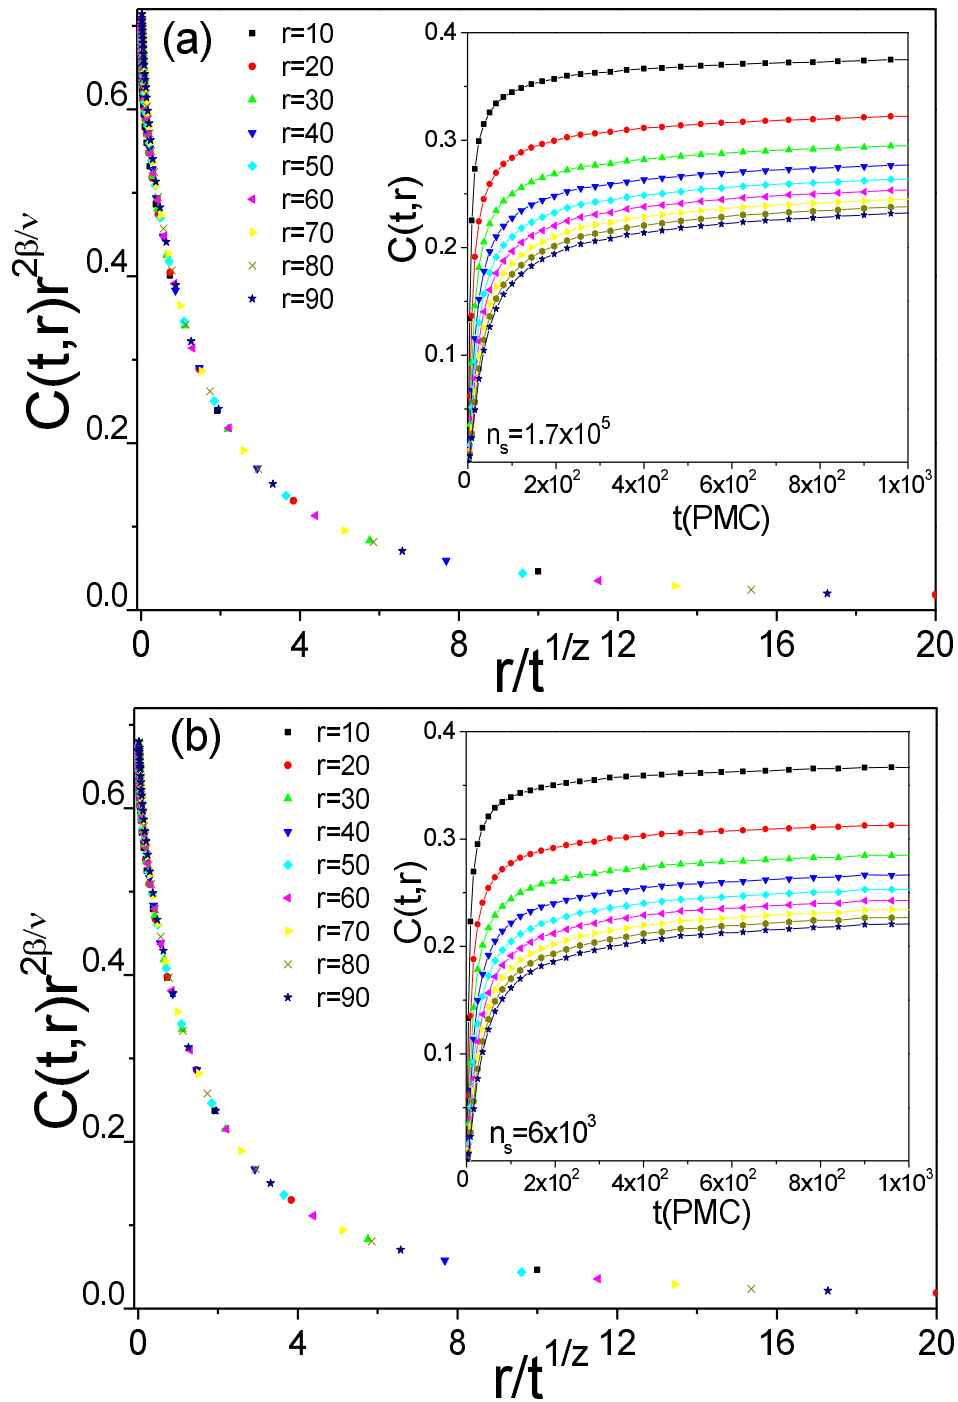 (a)
r=10
r=20
r=30
r=40
r=50
r=60
r=70
r=80
r=90
C(t,r)r^{2β/ν}
0.6
0.4
0.2
0.0
0 4 8 12 16 20
r/t^{1/z}
C(t,r)
0.4
0.3
0.2
0.1
n_s=1.7x10^5
0 2x10^2 4x10^2 6x10^2 8x10^2 1x10^3
t(PMC)
(b)
r=10
r=20
r=30
r=40
r=50
r=60
r=70
r=80
r=90
C(t,r)r^{2β/ν}
0.6
0.4
0.2
0.0
0 4 8 12 16 20
r/t^{1/z}
C(t,r)
0.4
0.3
0.2
0.1
n_s=6x10^3
0 2x10^2 4x10^2 6x10^2 8x10^2 1x10^3
t(PMC)